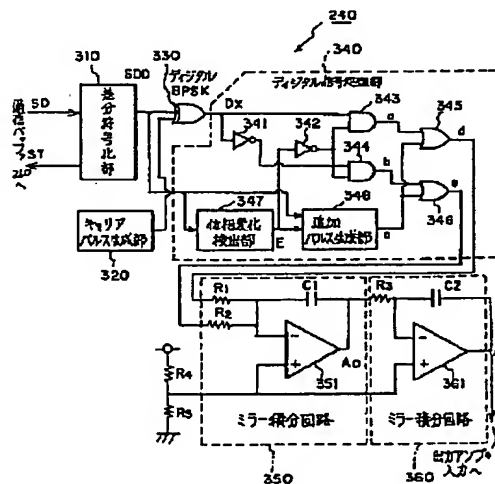 240
310
330
340
SDD
ディジタル
BPSK
ディジタル信号処理部
SD
ST
差分符号化部
DX
341
342
343
344
345
346
a
b
d
e
347
348
位相変化
検出部
追加
パルス生成部
E
キャリア
パルス生成部
320
R1
R2
R3
R4
R5
C1
C2
351
361
AD
ミラー積分回路
ミラー積分回路
出力アンプ
入力へ
350
360